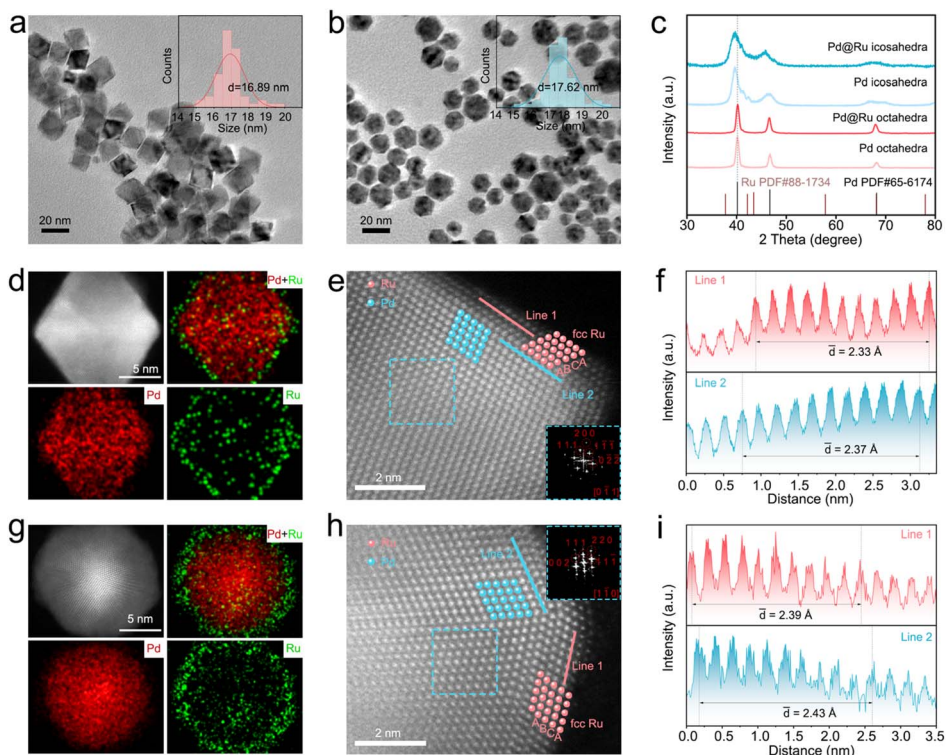 a
Counts
d=16.89 nm
14 15 16 17 18 19 20
Size (nm)
20 nm
b
Counts
d=17.62 nm
14 15 16 17 18 19 20
Size (nm)
20 nm
c
Intensity (a.u.)
Pd@Ru icosahedra
Pd icosahedra
Pd@Ru octahedra
Pd octahedra
Ru PDF#88-1734
Pd PDF#65-6174
30 40 50 60 70 80
2 Theta (degree)
d
5 nm
Pd+Ru
Pd
Ru
e
Ru
Pd
Line 1
fcc Ru
ABCA
Line 2
2 nm
200
f
Line 1
d̅ = 2.33 Å
Line 2
d̅ = 2.37 Å
Intensity (a.u.)
0.0 0.5 1.0 1.5 2.0 2.5 3.0
Distance (nm)
g
5 nm
Pd+Ru
Pd
Ru
h
Line 2
Line 1
ABCA
fcc Ru
2 nm
111
220
002
i
Line 1
d̅ = 2.39 Å
Line 2
d̅ = 2.43 Å
Intensity (a.u.)
0.0 0.5 1.0 1.5 2.0 2.5 3.0 3.5
Distance (nm)